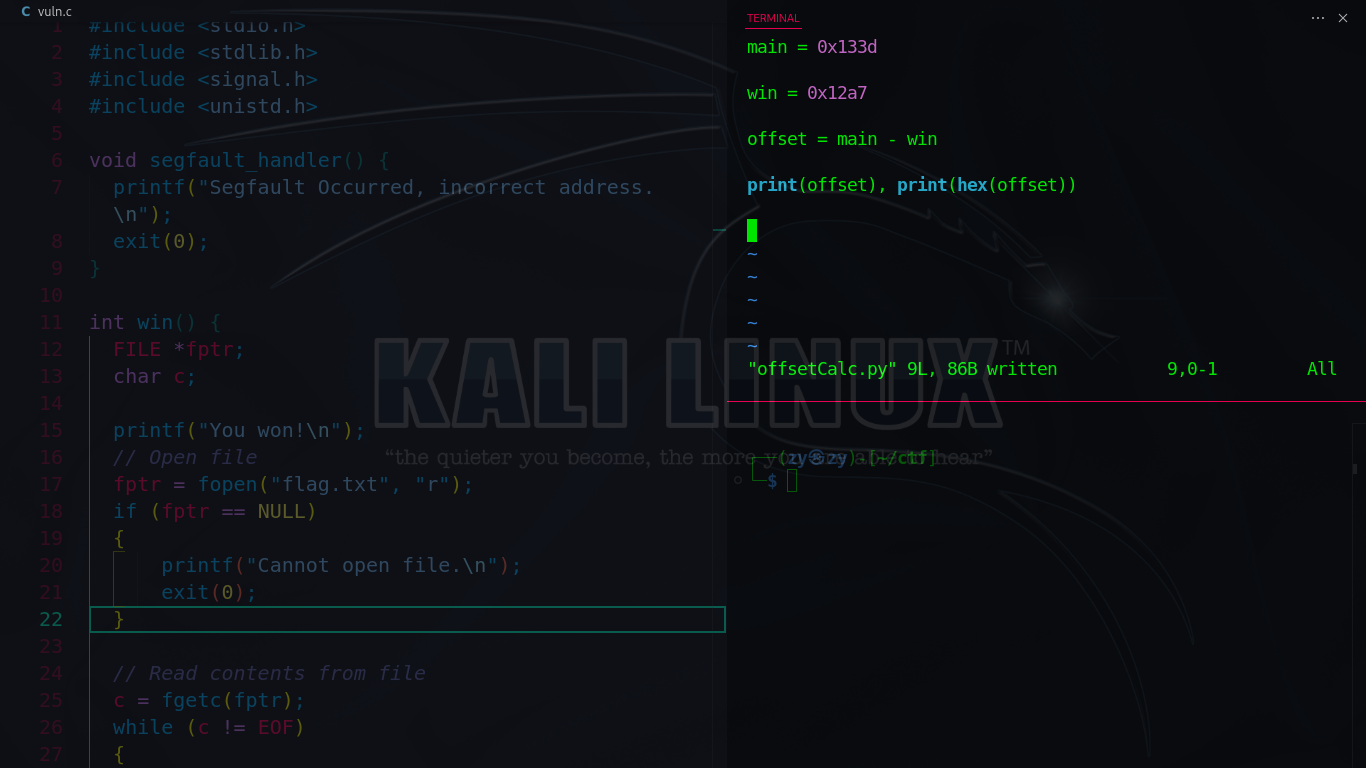 vuln.c
1 #include <stdio.h>
2 #include <stdlib.h>
3 #include <signal.h>
4 #include <unistd.h>
5
6 void segfault_handler() {
7   printf("Segfault Occurred, incorrect address.
\n");
8   exit(0);
9 }
10
11 int win() {
12   FILE *fptr;
13   char c;
14
15   printf("You won!\n");
16   // Open file
17   fptr = fopen("flag.txt", "r");
18   if (fptr == NULL)
19   {
20       printf("Cannot open file.\n");
21       exit(0);
22   }
23
24   // Read contents from file
25   c = fgetc(fptr);
26   while (c != EOF)
27   {
TERMINAL
main = 0x133d
win = 0x12a7
offset = main - win
print(offset), print(hex(offset))
~
~
~
~
~
"offsetCalc.py" 9L, 86B written 9,0-1 All
(zy㉿zy)-[~/ctf]
$
KALI LINUX™
“the quieter you become, the more you are able to hear”